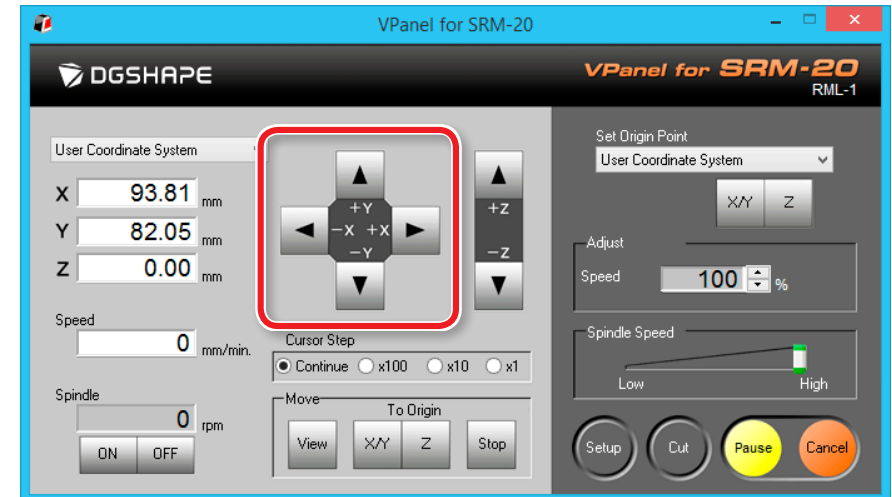 VPanel for SRM-20
DGSHAPE
VPanel for SRM-20
RML-1
User Coordinate System
X 93.81 mm
Y 82.05 mm
Z 0.00 mm
Speed
0 mm/min.
Spindle
0 rpm
ON OFF
+Y
-X +X
-Y
+Z
-Z
Cursor Step
Continue x100 x10 x1
Move
To Origin
View X/Y Z Stop
Set Origin Point
User Coordinate System
X/Y Z
Adjust
Speed 100 %
Spindle Speed
Low High
Setup Cut Pause Cancel